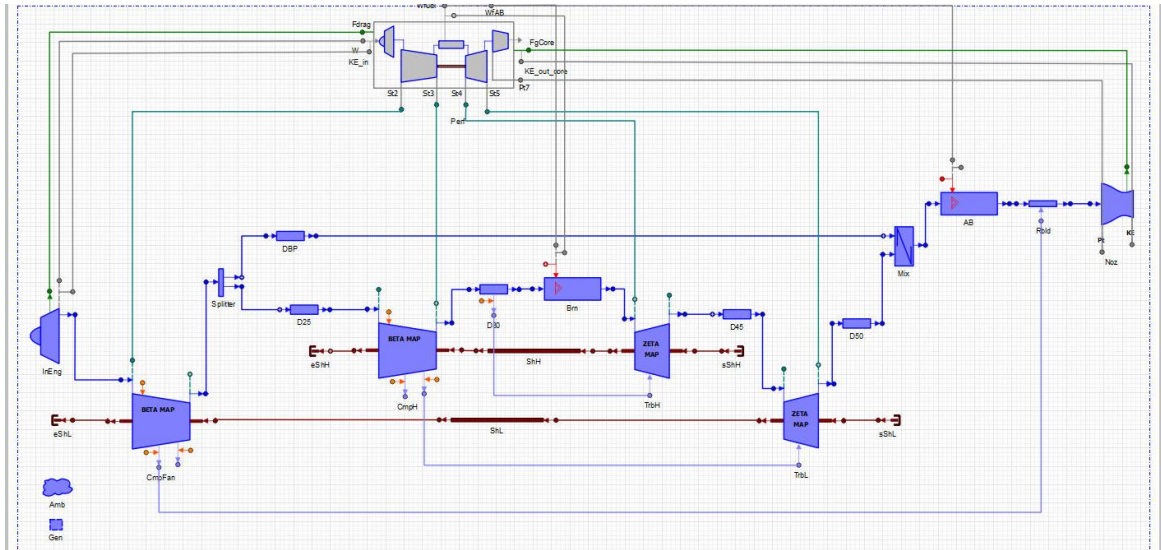 WfAB
Fdrag
FgCore
W
KE_in
KE_out_core
Pt7
St2 St3 St4 St5
Perf
AB
Rbld
DBP
Mix
Pt
KE
Noz
Splitter
Brn
D25
D30
D45
D50
BETA MAP
ZETA
MAP
InEng
eShH
ShH
sShH
CmpH
TrbH
BETA MAP
ZETA
MAP
eShL
ShL
sShL
CmpFan
TrbL
Amb
Gen